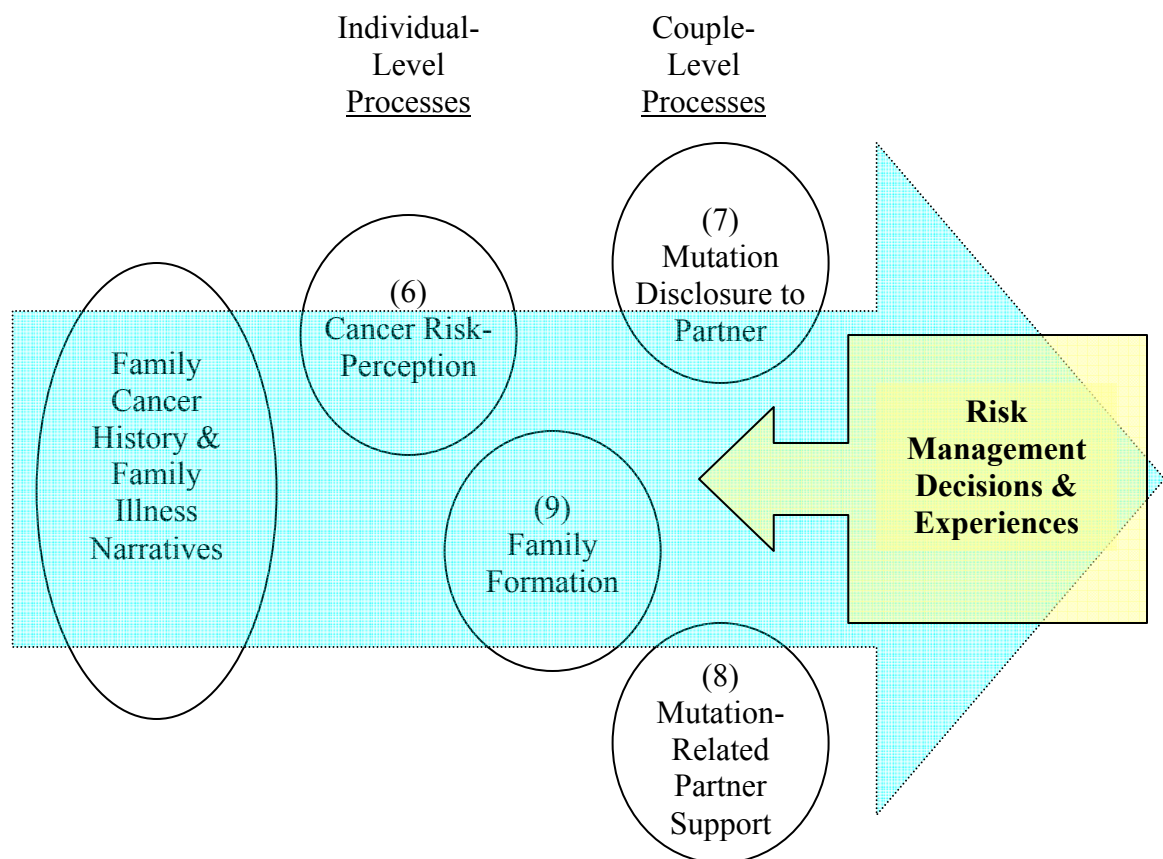 Individual-
Level
Processes
Couple-
Level
Processes
(7)
Mutation
Disclosure to
Partner
(6)
Cancer Risk-
Perception
Family
Cancer
History &
Family
Illness
Narratives
Risk
Management
Decisions &
Experiences
(9)
Family
Formation
(8)
Mutation-
Related
Partner
Support